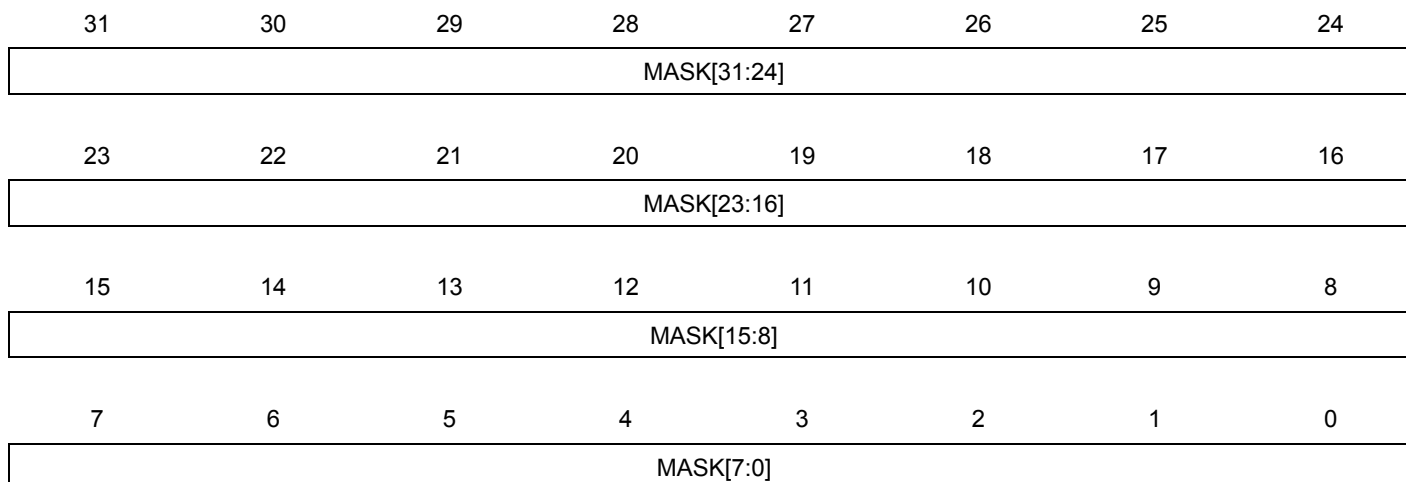 31 30 29 28 27 26 25 24
MASK[31:24]
23 22 21 20 19 18 17 16
MASK[23:16]
15 14 13 12 11 10 9 8
MASK[15:8]
7 6 5 4 3 2 1 0
MASK[7:0]